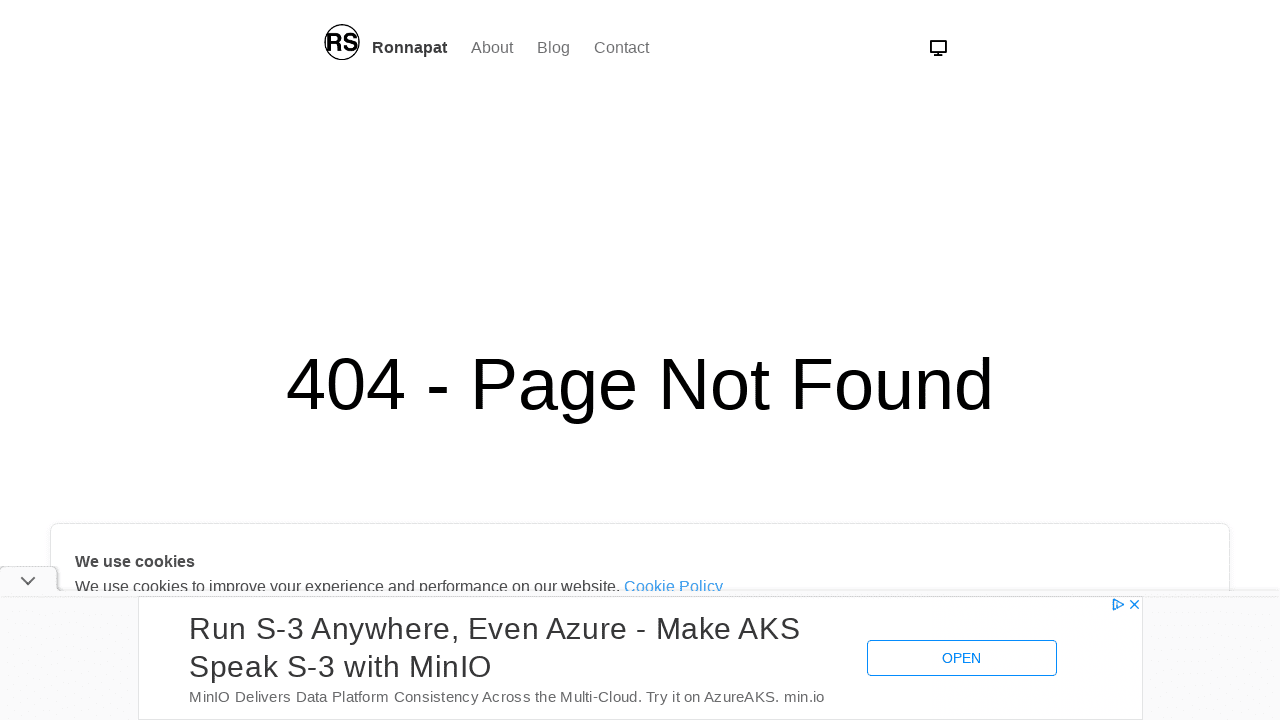 RS Ronnapat About Blog Contact
404 - Page Not Found
We use cookies
We use cookies to improve your experience and performance on our website. Cookie Policy
Run S-3 Anywhere, Even Azure - Make AKS
Speak S-3 with MinIO
MinIO Delivers Data Platform Consistency Across the Multi-Cloud. Try it on AzureAKS. min.io
OPEN